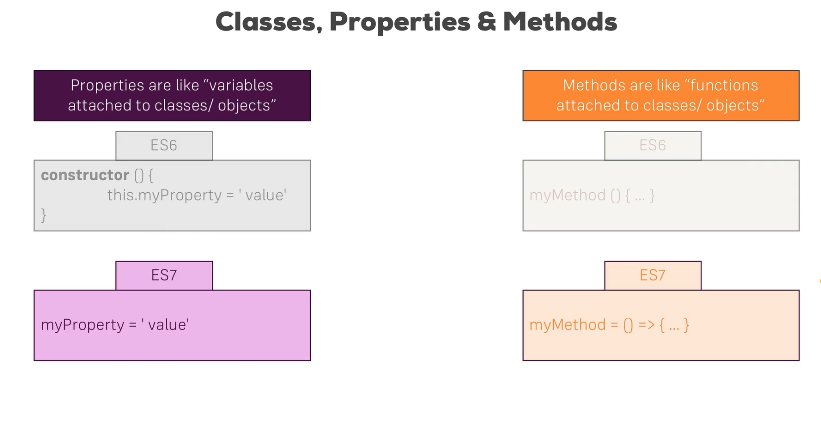 Classes, Properties & Methods
Properties are like “variables
attached to classes/ objects”
ES6
constructor () {
this.myProperty = ' value'
}
ES7
myProperty = ' value'
Methods are like “functions
attached to classes/ objects”
ES6
myMethod () { ... }
ES7
myMethod = () => { ... }